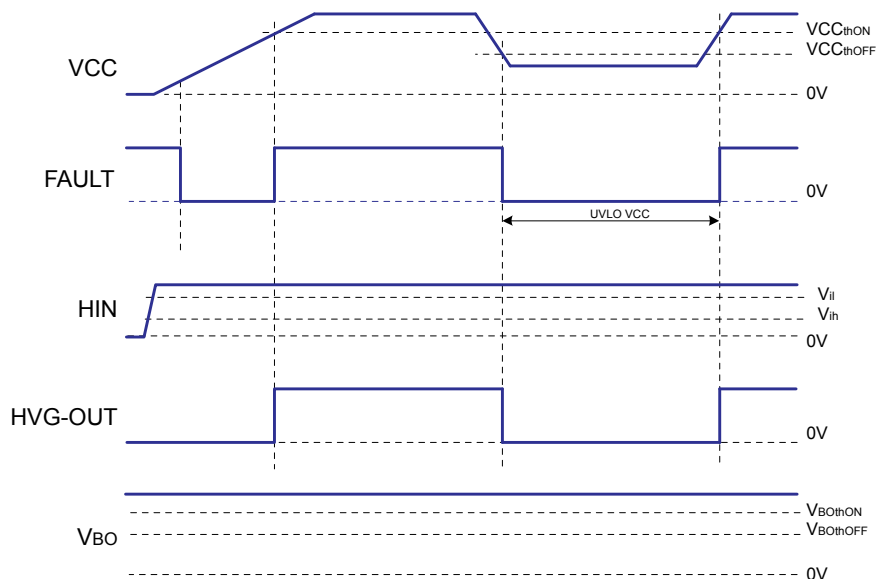 VCCthON
VCCthOFF
VCC
0V
FAULT
0V
UVLO VCC
HIN
Vil
Vih
0V
HVG-OUT
0V
VBOthON
VBOthOFF
VBO
0V